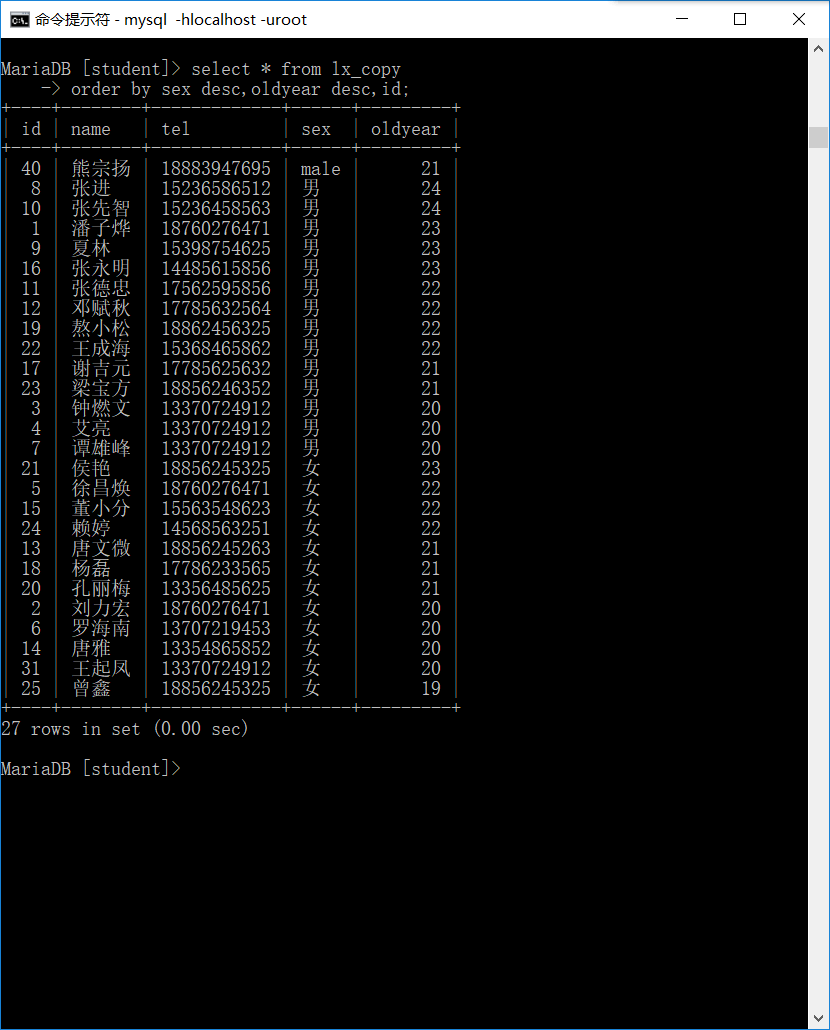 命令提示符 - mysql  -hlocalhost -uroot
MariaDB [student]> select * from lx_copy
    -> order by sex desc,oldyear desc,id;
+----+--------+-------------+------+---------+
| id | name   | tel         | sex  | oldyear |
+----+--------+-------------+------+---------+
| 40 | 熊宗扬 | 18883947695 | male |      21 |
|  8 | 张进   | 15236586512 | 男   |      24 |
| 10 | 张先智 | 15236458563 | 男   |      24 |
|  1 | 潘子烨 | 18760276471 | 男   |      23 |
|  9 | 夏林   | 15398754625 | 男   |      23 |
| 16 | 张永明 | 14485615856 | 男   |      23 |
| 11 | 张德忠 | 17562595856 | 男   |      22 |
| 12 | 邓赋秋 | 17785632564 | 男   |      22 |
| 19 | 熬小松 | 18862456325 | 男   |      22 |
| 22 | 王成海 | 15368465862 | 男   |      22 |
| 17 | 谢吉元 | 17785625632 | 男   |      21 |
| 23 | 梁宝方 | 18856246352 | 男   |      21 |
|  3 | 钟燃文 | 13370724912 | 男   |      20 |
|  4 | 艾亮   | 13370724912 | 男   |      20 |
|  7 | 谭雄峰 | 13370724912 | 男   |      20 |
| 21 | 侯艳   | 18856245325 | 女   |      23 |
|  5 | 徐昌焕 | 18760276471 | 女   |      22 |
| 15 | 董小分 | 15563548623 | 女   |      22 |
| 24 | 赖婷   | 14568563251 | 女   |      22 |
| 13 | 唐文微 | 18856245263 | 女   |      21 |
| 18 | 杨磊   | 17786233565 | 女   |      21 |
| 20 | 孔丽梅 | 13356485625 | 女   |      21 |
|  2 | 刘力宏 | 18760276471 | 女   |      20 |
|  6 | 罗海南 | 13707219453 | 女   |      20 |
| 14 | 唐雅   | 13354865852 | 女   |      20 |
| 31 | 王起凤 | 13370724912 | 女   |      20 |
| 25 | 曾鑫   | 18856245325 | 女   |      19 |
+----+--------+-------------+------+---------+
27 rows in set (0.00 sec)
MariaDB [student]>